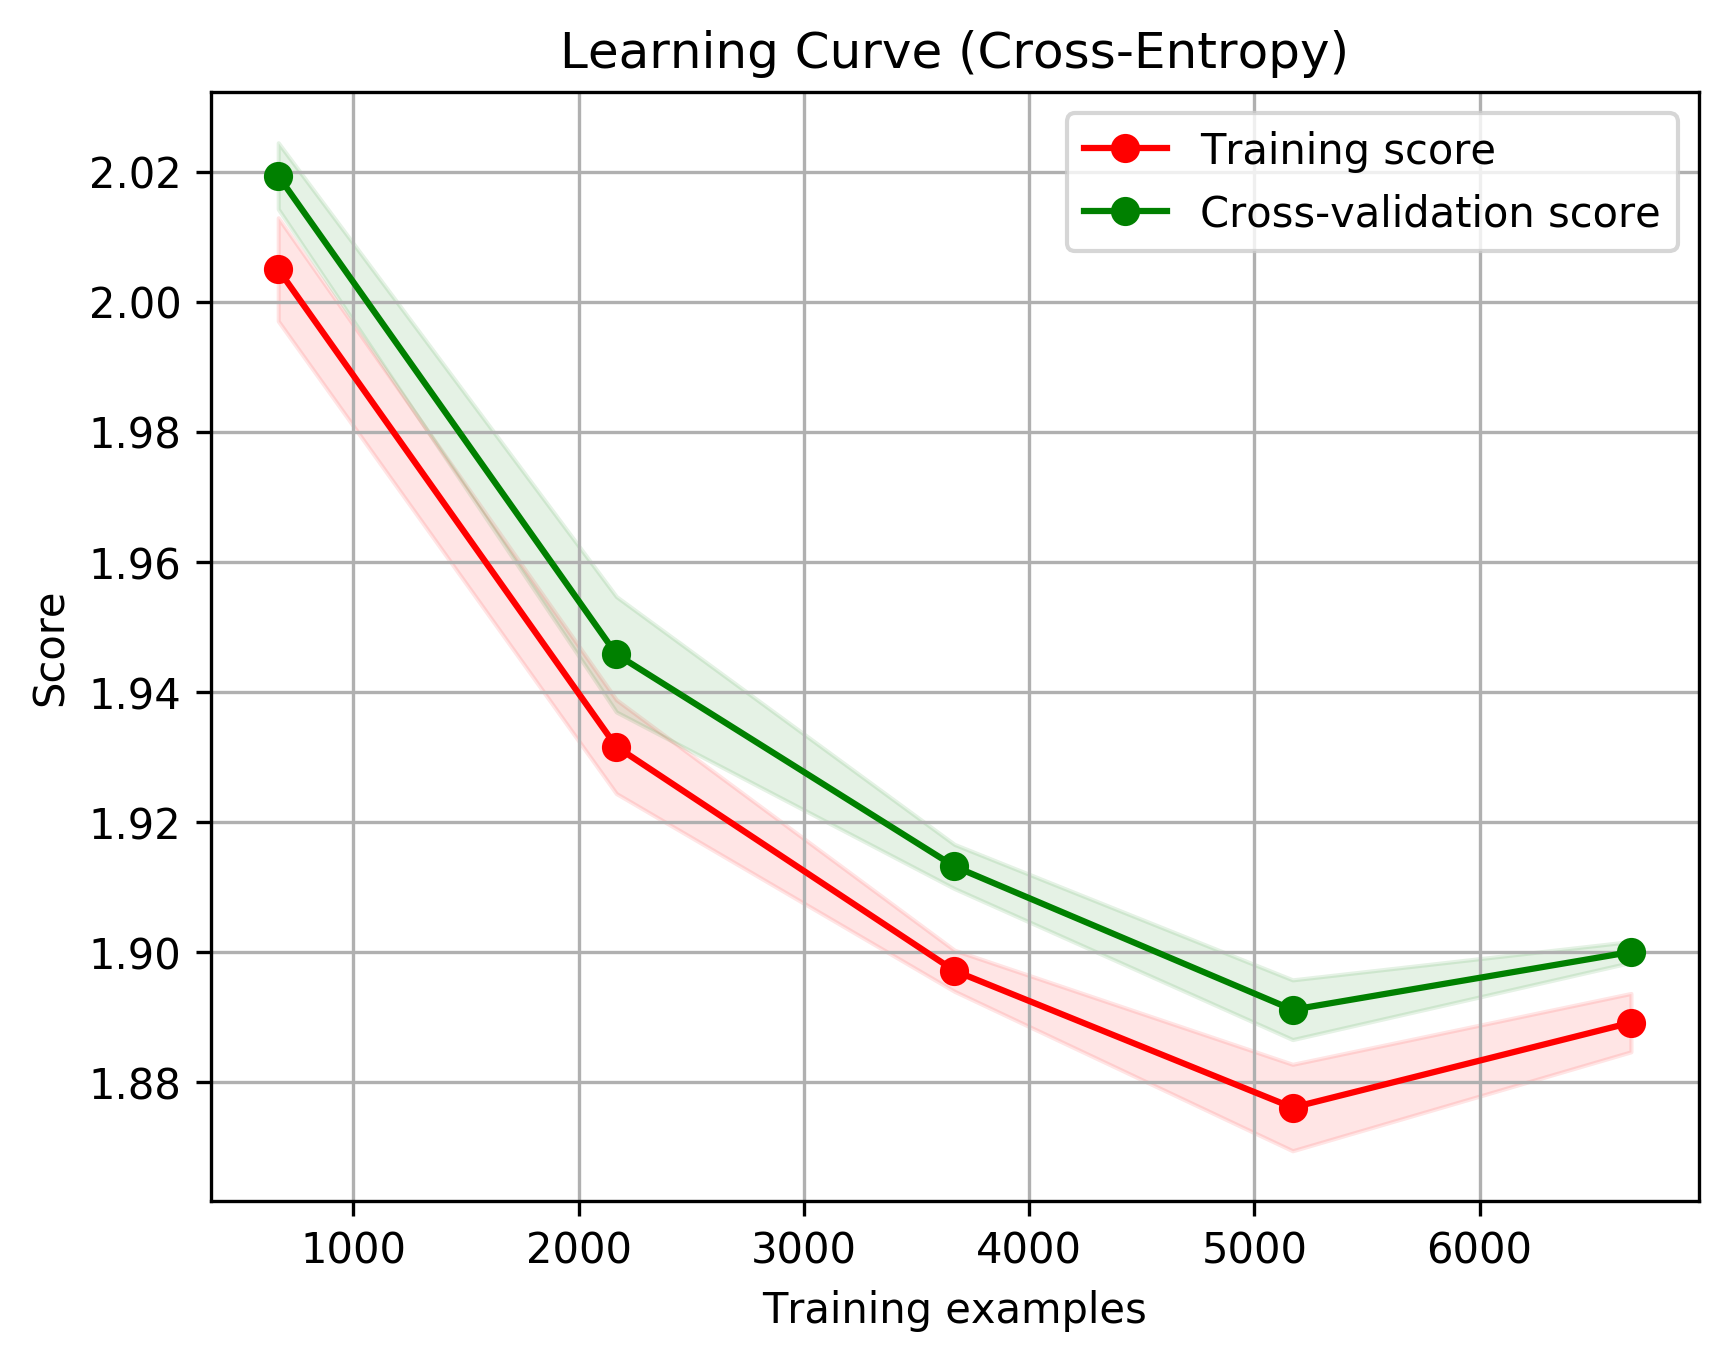 Learning Curve (Cross-Entropy)
Training score
Cross-validation score
2.02
2.00
1.98
1.96
1.94
1.92
1.90
1.88
Score
1000 2000 3000 4000 5000 6000
Training examples